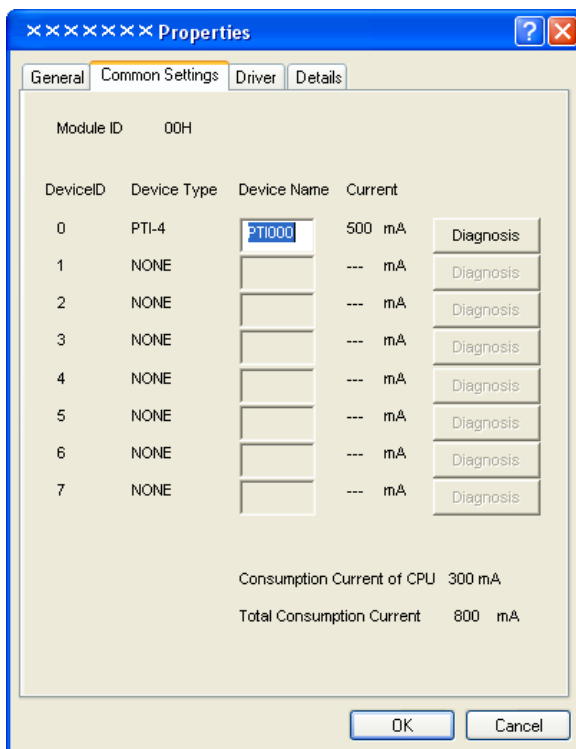 ××××××× Properties
General Common Settings Driver Details
Module ID 00H
DeviceID Device Type Device Name Current
0 PTI-4 PTI000 500 mA Diagnosis
1 NONE --- mA Diagnosis
2 NONE --- mA Diagnosis
3 NONE --- mA Diagnosis
4 NONE --- mA Diagnosis
5 NONE --- mA Diagnosis
6 NONE --- mA Diagnosis
7 NONE --- mA Diagnosis
Consumption Current of CPU 300 mA
Total Consumption Current 800 mA
OK Cancel